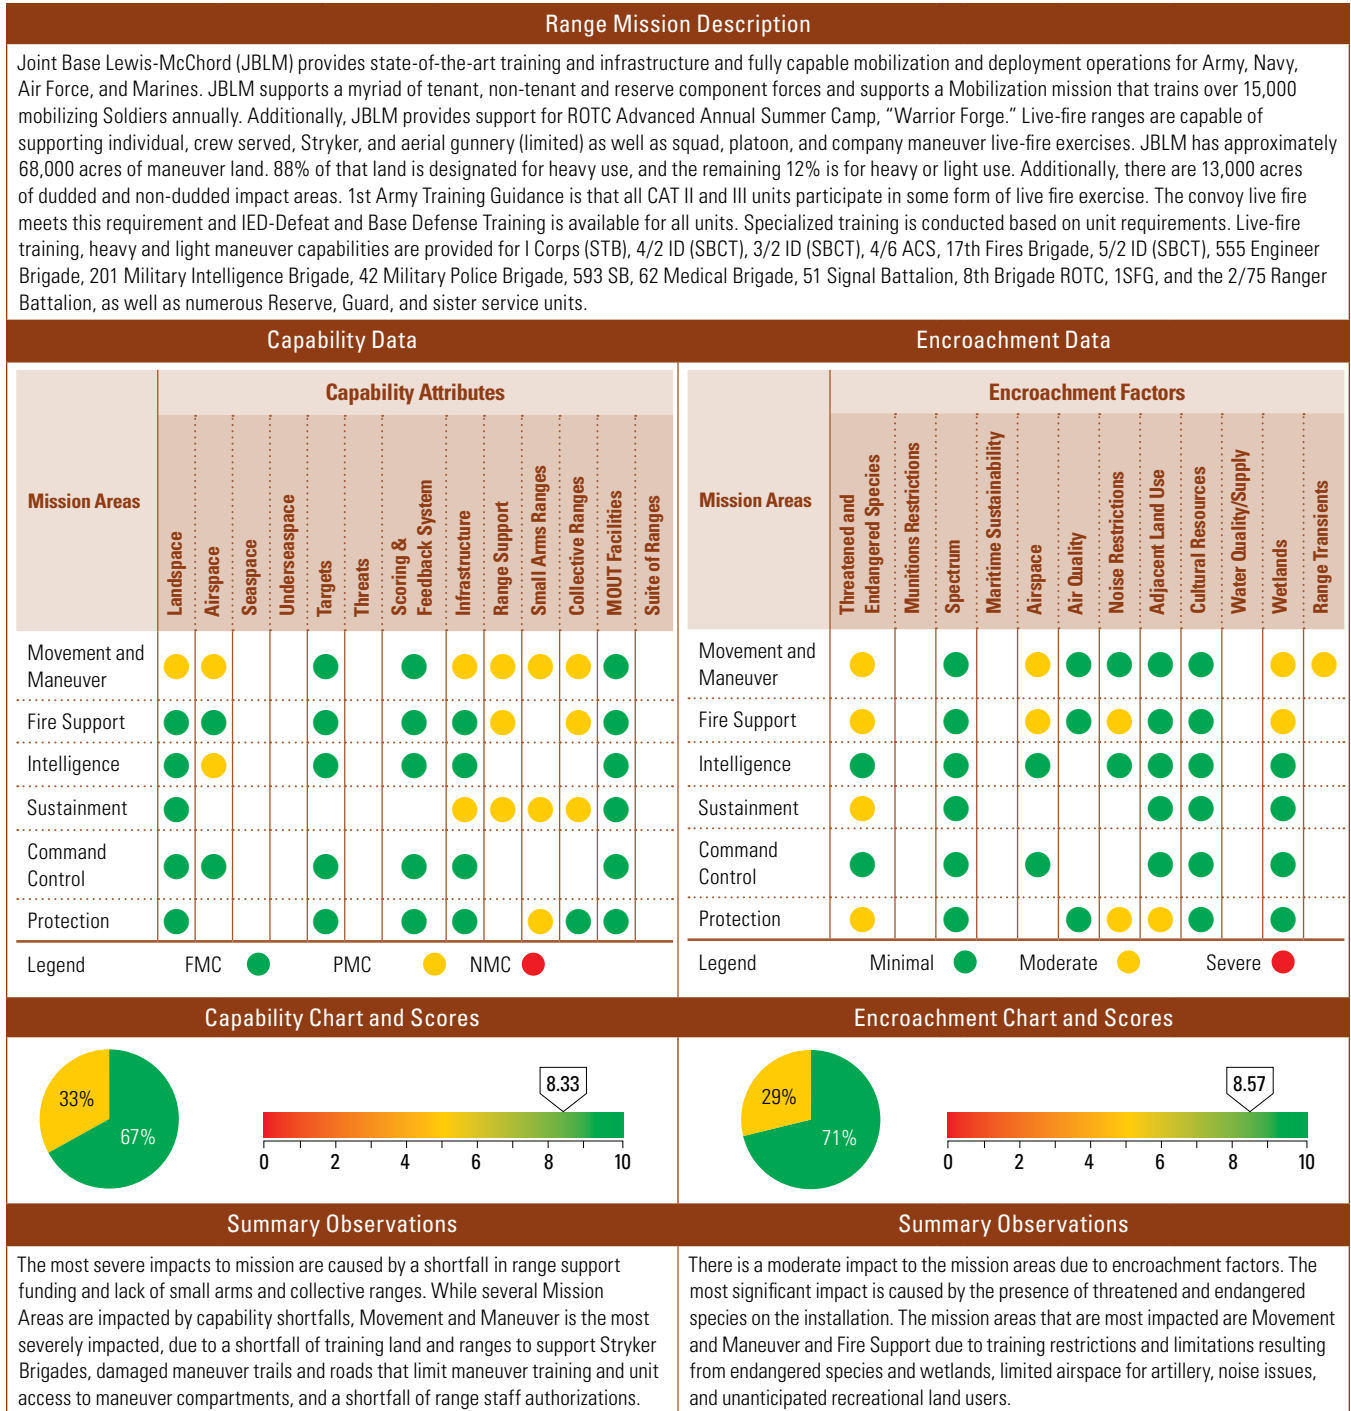 Range Mission Description
Joint Base Lewis-McChord (JBLM) provides state-of-the-art training and infrastructure and fully capable mobilization and deployment operations for Army, Navy,
Air Force, and Marines. JBLM supports a myriad of tenant, non-tenant and reserve component forces and supports a Mobilization mission that trains over 15,000
mobilizing Soldiers annually. Additionally, JBLM provides support for ROTC Advanced Annual Summer Camp, “Warrior Forge.” Live-fire ranges are capable of
supporting individual, crew served, Stryker, and aerial gunnery (limited) as well as squad, platoon, and company maneuver live-fire exercises. JBLM has approximately
68,000 acres of maneuver land. 88% of that land is designated for heavy use, and the remaining 12% is for heavy or light use. Additionally, there are 13,000 acres
of dudded and non-dudded impact areas. 1st Army Training Guidance is that all CAT II and III units participate in some form of live fire exercise. The convoy live fire
meets this requirement and IED-Defeat and Base Defense Training is available for all units. Specialized training is conducted based on unit requirements. Live-fire
training, heavy and light maneuver capabilities are provided for I Corps (STB), 4/2 ID (SBCT), 3/2 ID (SBCT), 4/6 ACS, 17th Fires Brigade, 5/2 ID (SBCT), 555 Engineer
Brigade, 201 Military Intelligence Brigade, 42 Military Police Brigade, 593 SB, 62 Medical Brigade, 51 Signal Battalion, 8th Brigade ROTC, 1SFG, and the 2/75 Ranger
Battalion, as well as numerous Reserve, Guard, and sister service units.
Capability Data
Mission Areas
Capability Attributes
Landspace
Airspace
Seaspace
Underseaspace
Targets
Threats
Scoring &
Feedback System
Infrastructure
Range Support
Small Arms Ranges
Collective Ranges
MOUT Facilities
Suite of Ranges
Movement and
Maneuver
Fire Support
Intelligence
Sustainment
Command
Control
Protection
Legend FMC PMC NMC
Encroachment Data
Mission Areas
Encroachment Factors
Threatened and
Endangered Species
Munitions Restrictions
Spectrum
Maritime Sustainability
Airspace
Air Quality
Noise Restrictions
Adjacent Land Use
Cultural Resources
Water Quality/Supply
Wetlands
Range Transients
Movement and
Maneuver
Fire Support
Intelligence
Sustainment
Command
Control
Protection
Legend Minimal Moderate Severe
Capability Chart and Scores
33%
67%
8.33
0 2 4 6 8 10
Encroachment Chart and Scores
29%
71%
8.57
0 2 4 6 8 10
Summary Observations
The most severe impacts to mission are caused by a shortfall in range support
funding and lack of small arms and collective ranges. While several Mission
Areas are impacted by capability shortfalls, Movement and Maneuver is the most
severely impacted, due to a shortfall of training land and ranges to support Stryker
Brigades, damaged maneuver trails and roads that limit maneuver training and unit
access to maneuver compartments, and a shortfall of range staff authorizations.
Summary Observations
There is a moderate impact to the mission areas due to encroachment factors. The
most significant impact is caused by the presence of threatened and endangered
species on the installation. The mission areas that are most impacted are Movement
and Maneuver and Fire Support due to training restrictions and limitations resulting
from endangered species and wetlands, limited airspace for artillery, noise issues,
and unanticipated recreational land users.